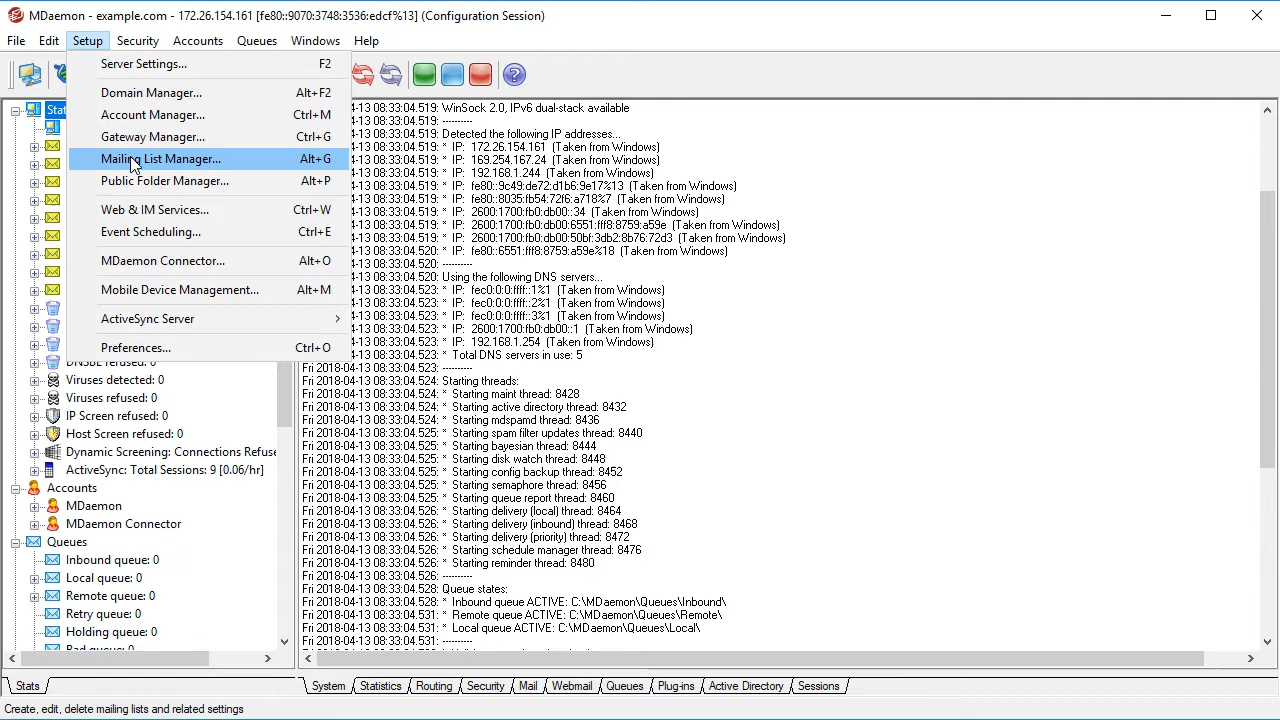 MDaemon - example.com - 172.26.154.161 [fe80::9070:3748:3536:edcf%13] (Configuration Session)
File Edit Setup Security Accounts Queues Windows Help
Server Settings... F2
Domain Manager... Alt+F2
Account Manager... Ctrl+M
Gateway Manager... Ctrl+G
Mailing List Manager... Alt+G
Public Folder Manager... Alt+P
Web & IM Services... Ctrl+W
Event Scheduling... Ctrl+E
MDaemon Connector... Alt+O
Mobile Device Management... Alt+M
ActiveSync Server
Preferences... Ctrl+O
DNSBL refused: 0
Viruses detected: 0
Viruses refused: 0
IP Screen refused: 0
Host Screen refused: 0
Dynamic Screening: Connections Refuse
ActiveSync: Total Sessions: 9 [0.06/hr]
Accounts
MDaemon
MDaemon Connector
Queues
Inbound queue: 0
Local queue: 0
Remote queue: 0
Retry queue: 0
Holding queue: 0
Bad queue: 0
Stats
-04-13 08:33:04.519: WinSock 2.0, IPv6 dual-stack available
-04-13 08:33:04.519: ----------
-04-13 08:33:04.519: Detected the following IP addresses...
-04-13 08:33:04.519: * IP: 172.26.154.161 (Taken from Windows)
-04-13 08:33:04.519: * IP: 169.254.167.24 (Taken from Windows)
-04-13 08:33:04.519: * IP: 192.168.1.244 (Taken from Windows)
-04-13 08:33:04.519: * IP: fe80::9c49:de72:d1b6:9e17%13 (Taken from Windows)
-04-13 08:33:04.519: * IP: fe80::8035:fb54:72f6:a718%7 (Taken from Windows)
-04-13 08:33:04.519: * IP: 2600:1700:fb0:db00::34 (Taken from Windows)
-04-13 08:33:04.519: * IP: 2600:1700:fb0:db00:6551:fff8:8759:a59e (Taken from Windows)
-04-13 08:33:04.519: * IP: 2600:1700:fb0:db00:50bf:3db2:8b76:72d3 (Taken from Windows)
-04-13 08:33:04.520: * IP: fe80::6551:fff8:8759:a59e%18 (Taken from Windows)
-04-13 08:33:04.520: ----------
-04-13 08:33:04.520: Using the following DNS servers...
-04-13 08:33:04.523: * IP: fec0:0:0:ffff::1%1 (Taken from Windows)
-04-13 08:33:04.523: * IP: fec0:0:0:ffff::2%1 (Taken from Windows)
-04-13 08:33:04.523: * IP: fec0:0:0:ffff::3%1 (Taken from Windows)
-04-13 08:33:04.523: * IP: 2600:1700:fb0:db00::1 (Taken from Windows)
-04-13 08:33:04.523: * IP: 192.168.1.254 (Taken from Windows)
-04-13 08:33:04.523: * Total DNS servers in use: 5
Fri 2018-04-13 08:33:04.523: ----------
Fri 2018-04-13 08:33:04.524: Starting threads:
Fri 2018-04-13 08:33:04.524: * Starting maint thread: 8428
Fri 2018-04-13 08:33:04.524: * Starting active directory thread: 8432
Fri 2018-04-13 08:33:04.524: * Starting mdspamd thread: 8436
Fri 2018-04-13 08:33:04.525: * Starting spam filter updates thread: 8440
Fri 2018-04-13 08:33:04.525: * Starting bayesian thread: 8444
Fri 2018-04-13 08:33:04.525: * Starting disk watch thread: 8448
Fri 2018-04-13 08:33:04.525: * Starting config backup thread: 8452
Fri 2018-04-13 08:33:04.525: * Starting semaphore thread: 8456
Fri 2018-04-13 08:33:04.525: * Starting queue report thread: 8460
Fri 2018-04-13 08:33:04.526: * Starting delivery (local) thread: 8464
Fri 2018-04-13 08:33:04.526: * Starting delivery (inbound) thread: 8468
Fri 2018-04-13 08:33:04.526: * Starting delivery (priority) thread: 8472
Fri 2018-04-13 08:33:04.526: * Starting schedule manager thread: 8476
Fri 2018-04-13 08:33:04.526: * Starting reminder thread: 8480
Fri 2018-04-13 08:33:04.526: ----------
Fri 2018-04-13 08:33:04.528: Queue states:
Fri 2018-04-13 08:33:04.528: * Inbound queue ACTIVE: C:\MDaemon\Queues\Inbound\
Fri 2018-04-13 08:33:04.531: * Remote queue ACTIVE: C:\MDaemon\Queues\Remote\
Fri 2018-04-13 08:33:04.531: * Local queue ACTIVE: C:\MDaemon\Queues\Local\
Fri 2018-04-13 08:33:04.531: ----------
Stats System Statistics Routing Security Mail Webmail Queues Plug-ins Active Directory Sessions
Create, edit, delete mailing lists and related settings